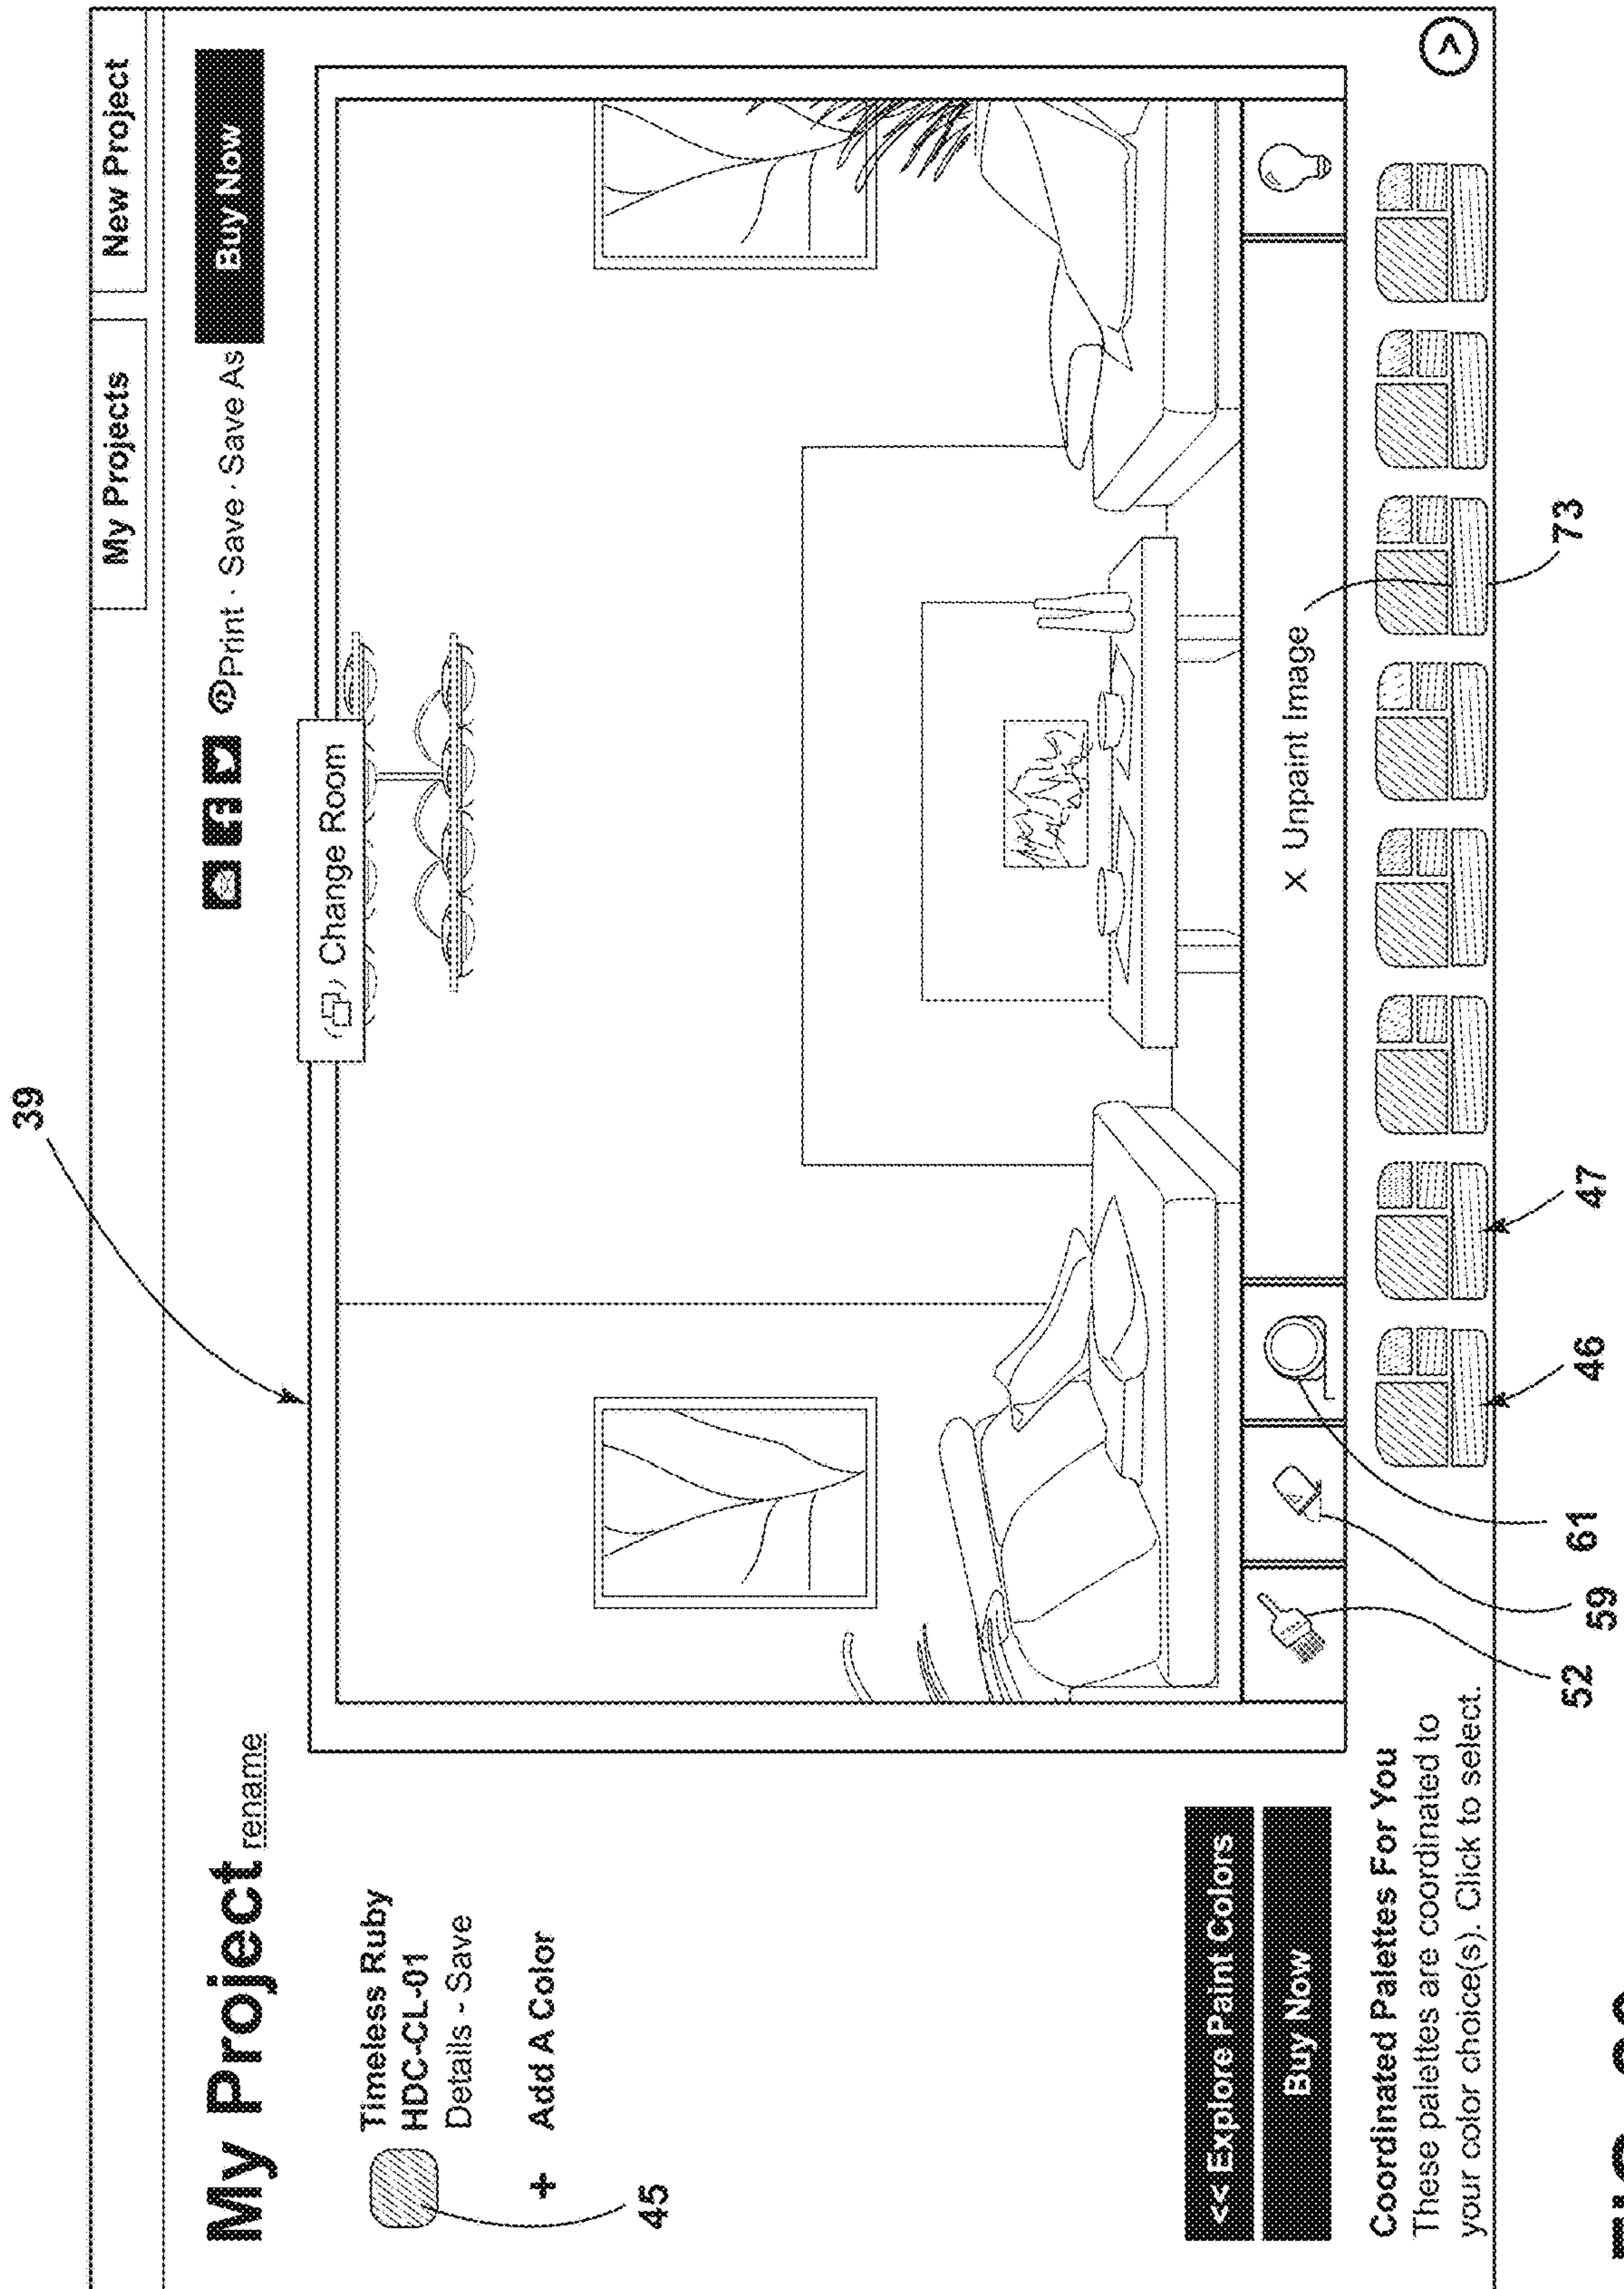 My Projects
New Project
My Project rename
Print · Save · Save As
Buy Now
39
Change Room
Timeless Ruby
HDC-CL-01
Details - Save
+ Add A Color
45
<< Explore Paint Colors
Buy Now
X Unpaint Image
Coordinated Palettes For You
These palettes are coordinated to
your color choice(s). Click to select.
52
59
61
46
47
73